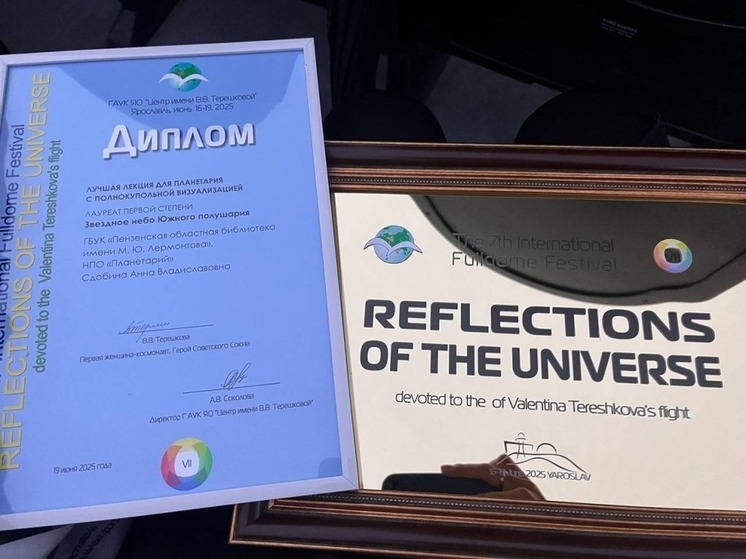 International Fulldome Festival
REFLECTIONS OF THE UNIVERSE
devoted to the Valentina Tereshkova's flight
ГАУК ЯО "Центр имени В.В. Терешковой"
Ярославль, июнь 16-19, 2025
Диплом
ЛУЧШАЯ ЛЕКЦИЯ ДЛЯ ПЛАНЕТАРИЯ
С ПОЛНОКУПОЛЬНОЙ ВИЗУАЛИЗАЦИЕЙ
ЛАУРЕАТ ПЕРВОЙ СТЕПЕНИ
Звездное небо Южного полушария
ГБУК «Пензенская областная библиотека
имени М. Ю. Лермонтова»,
НПО «Планетарий»
Сдобина Анна Владиславовна
В.В. Терешкова
Первая женщина-космонавт, Герой Советского Союза
А.В. Соколова
Директор ГАУК ЯО "Центр имени В.В. Терешковой"
19 июня 2025 года
VII
The 7th International
Fulldome Festival
REFLECTIONS
OF THE UNIVERSE
devoted to the of Valentina Tereshkova's flight
2025 YAROSLAV